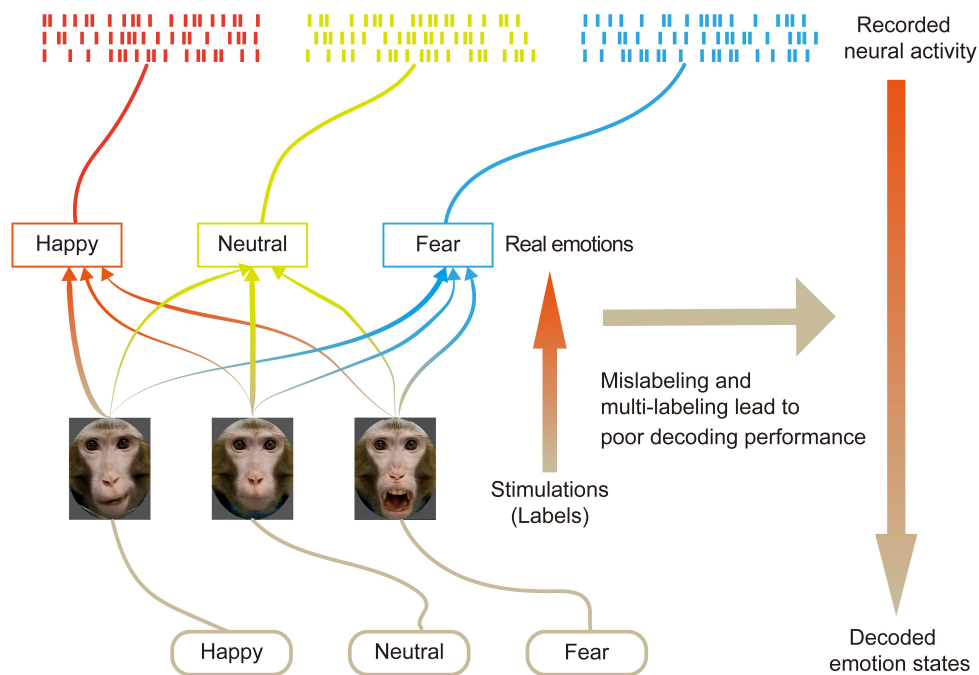 Recorded
neural activity
Happy
Neutral
Fear
Real emotions
Mislabeling and
multi-labeling lead to
poor decoding performance
Stimulations
(Labels)
Happy
Neutral
Fear
Decoded
emotion states